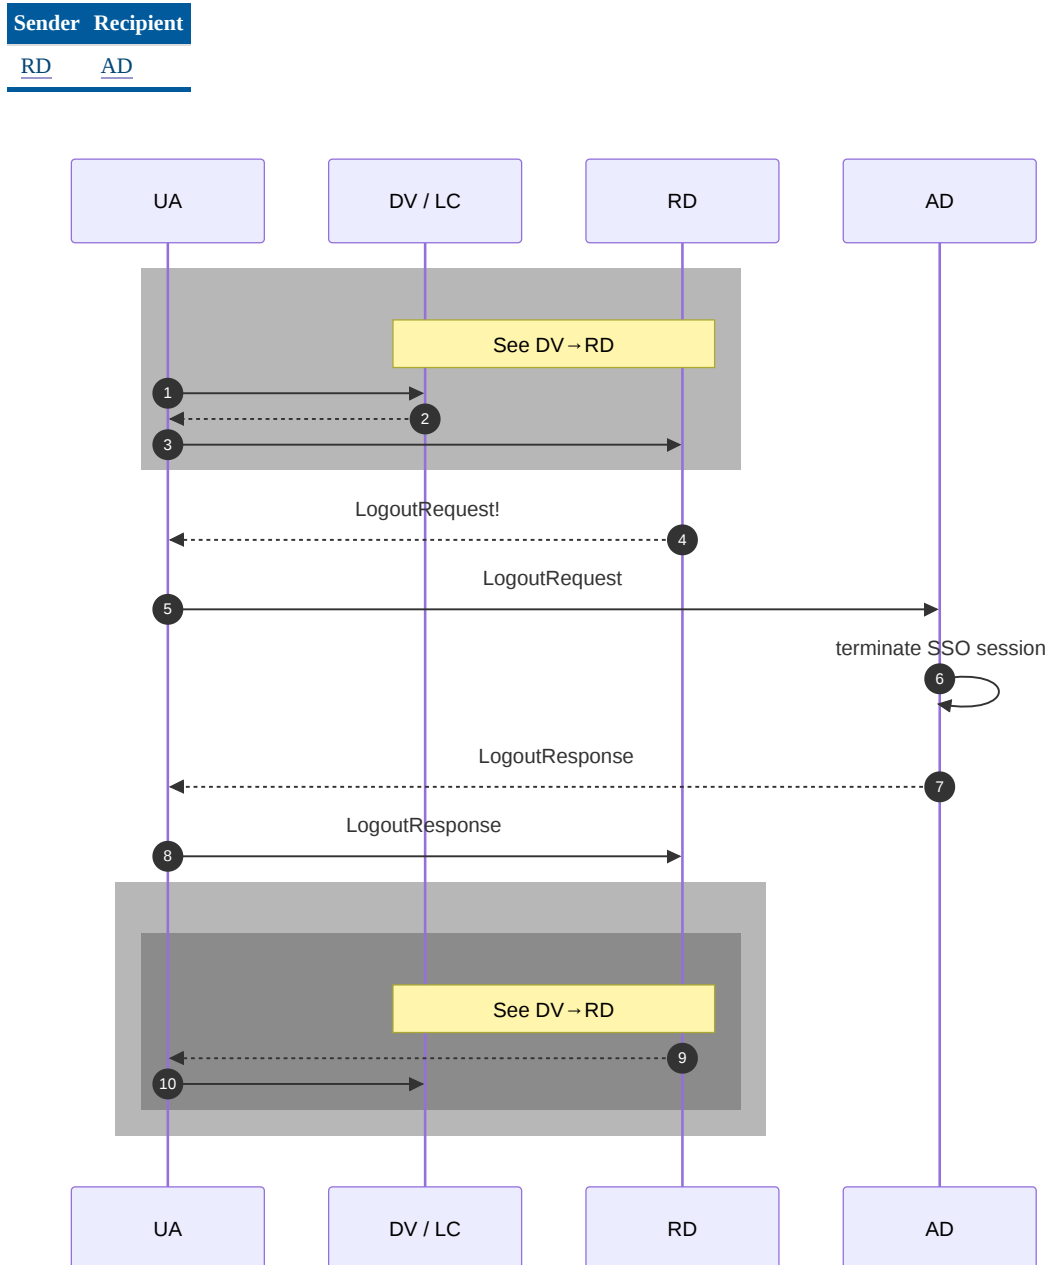 Sender Recipient
RD AD
UA DV / LC RD AD
See DV→RD
1
2
3
LogoutRequest!
4
LogoutRequest
5
terminate SSO session
6
LogoutResponse
7
LogoutResponse
8
See DV→RD
9
10
UA DV / LC RD AD